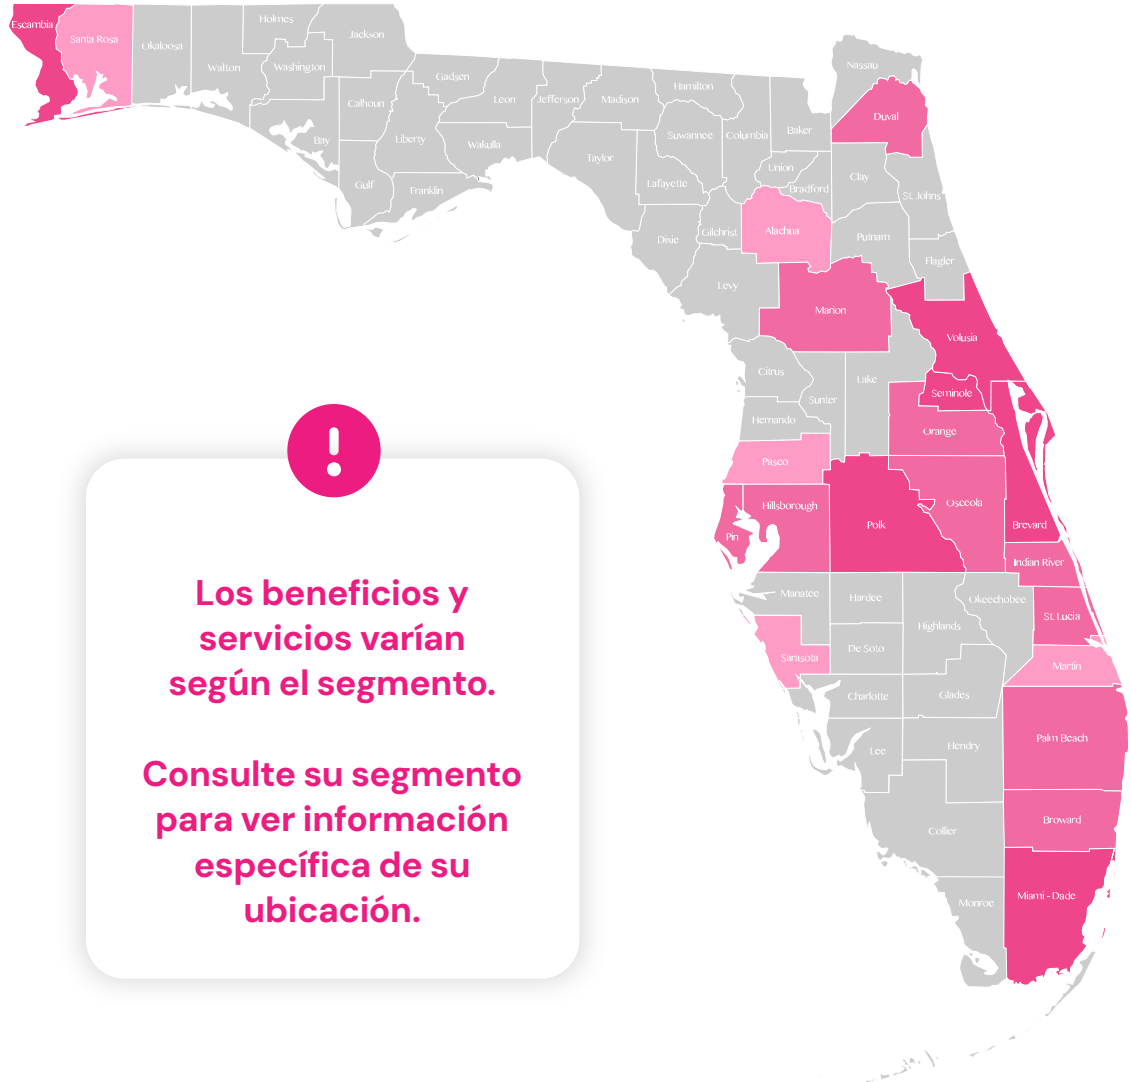 Escambia
Santa Rosa
Okaloosa
Walton
Holmes
Washington
Jackson
Calhoun
Bay
Gulf
Liberty
Gadsen
Franklin
Leon
Wakulla
Jefferson
Madison
Taylor
Hamilton
Suwannee
Lafayette
Columbia
Baker
Union
Bradford
Nassau
Duval
Clay
St. Johns
Dixie
Gilchrist
Alachua
Putnam
Flagler
Levy
Marion
Volusia
Citrus
Sunter
Lake
Seminole
Hernando
Orange
Pasco
Pin
Hillsborough
Polk
Osceola
Brevard
Indian River
Manatee
Hardee
Highlands
Okeechobee
St. Lucia
Sarasota
De Soto
Martin
Charlotte
Glades
Lee
Hendry
Palm Beach
Collier
Broward
Monroe
Miami - Dade
!
Los beneficios y
servicios varían
según el segmento.
Consulte su segmento
para ver información
específica de su
ubicación.